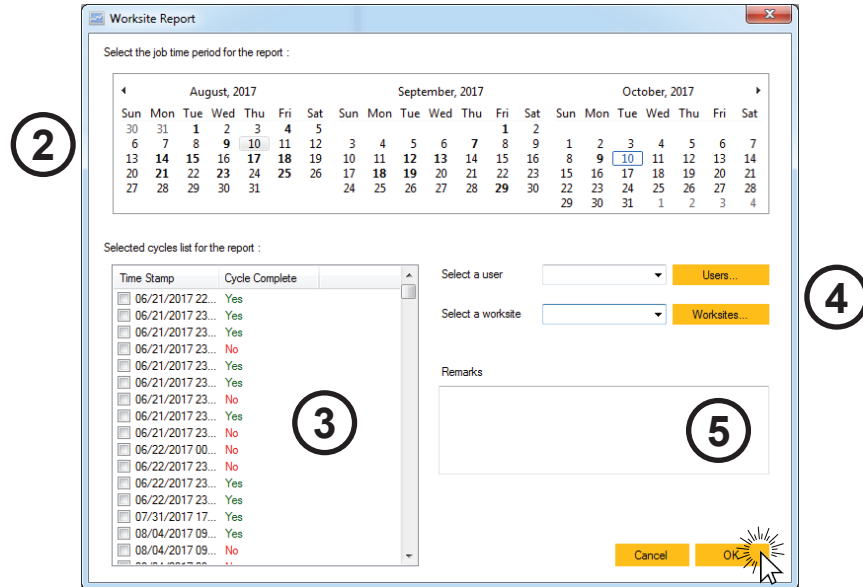 Worksite Report
Select the job time period for the report :
August, 2017 September, 2017 October, 2017
Sun Mon Tue Wed Thu Fri Sat Sun Mon Tue Wed Thu Fri Sat Sun Mon Tue Wed Thu Fri Sat
30 31 1 2 3 4 5 1 2
6 7 8 9 10 11 12 3 4 5 6 7 8 9 1 2 3 4 5 6 7
13 14 15 16 17 18 19 10 11 12 13 14 15 16 8 9 10 11 12 13 14
20 21 22 23 24 25 26 17 18 19 20 21 22 23 15 16 17 18 19 20 21
27 28 29 30 31 24 25 26 27 28 29 30 22 23 24 25 26 27 28
29 30 31 1 2 3 4
2
Selected cycles list for the report :
Time Stamp Cycle Complete
06/21/2017 22... Yes
06/21/2017 23... Yes
06/21/2017 23... Yes
06/21/2017 23... No
06/21/2017 23... Yes
06/21/2017 23... Yes
06/21/2017 23... No
06/21/2017 23... Yes
06/21/2017 23... No
06/22/2017 00... No
06/22/2017 23... No
06/22/2017 23... Yes
06/22/2017 23... Yes
07/31/2017 17... Yes
08/04/2017 09... Yes
08/04/2017 09... No
3
Select a user Users...
Select a worksite Worksites...
4
Remarks
5
Cancel OK